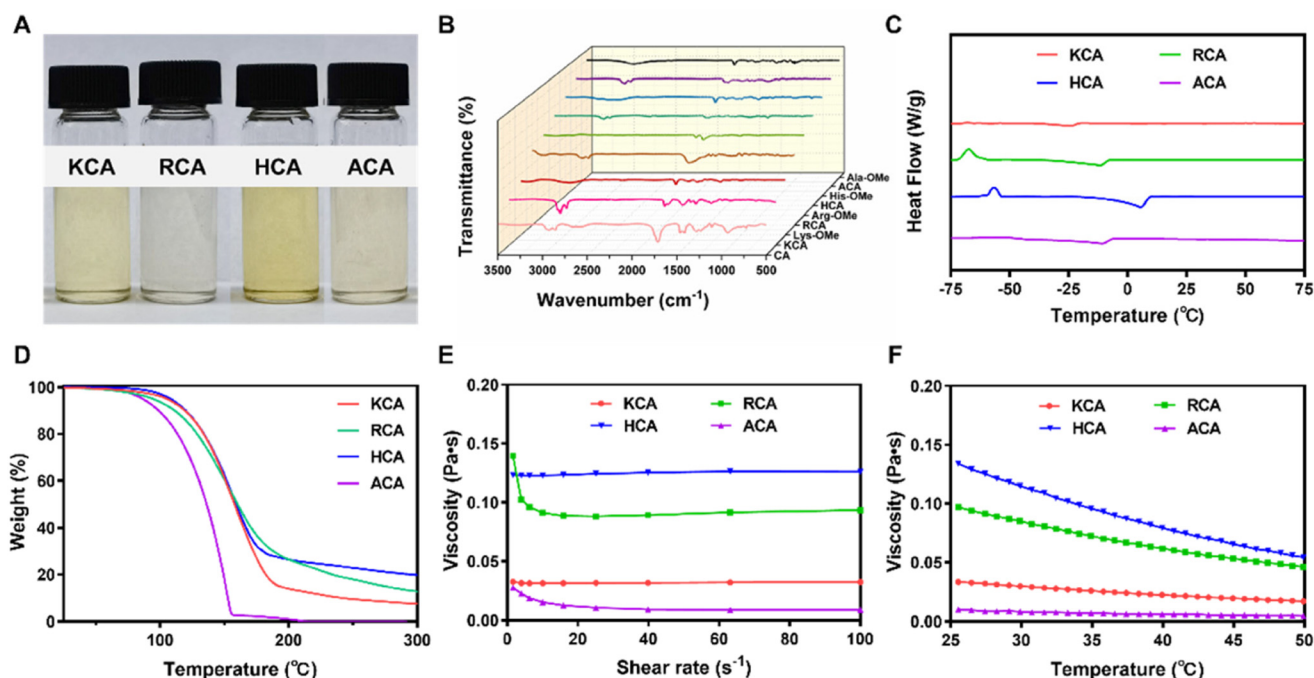 A
KCA RCA HCA ACA
B
Transmittance (%)
Ala-OMe
ACA
His-OMe
HCA
Arg-OMe
RCA
Lys-OMe
KCA
CA
3500 3000 2500 2000 1500 1000 500
Wavenumber (cm⁻¹)
C
KCA RCA
HCA ACA
Heat Flow (W/g)
-75 -50 -25 0 25 50 75
Temperature (℃)
D
100
80
60
40
20
0
Weight (%)
KCA
RCA
HCA
ACA
100 200 300
Temperature (℃)
E
0.20
0.15
0.10
0.05
0.00
Viscosity (Pa•s)
KCA RCA
HCA ACA
0 20 40 60 80 100
Shear rate (s⁻¹)
F
0.20
0.15
0.10
0.05
0.00
Viscosity (Pa•s)
KCA RCA
HCA ACA
25 30 35 40 45 50
Temperature (℃)